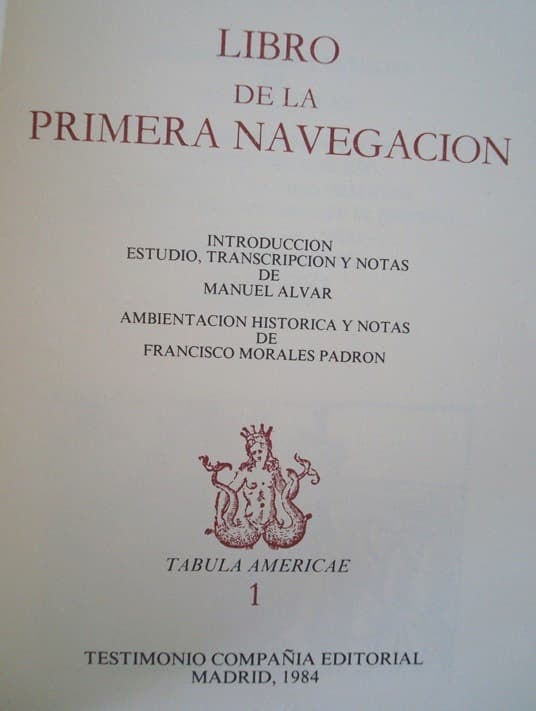 LIBRO
DE LA
PRIMERA NAVEGACION
INTRODUCCION
ESTUDIO, TRANSCRIPCION Y NOTAS
DE
MANUEL ALVAR
AMBIENTACION HISTORICA Y NOTAS
DE
FRANCISCO MORALES PADRON
TABULA AMERICAE
1
TESTIMONIO COMPAÑIA EDITORIAL
MADRID, 1984